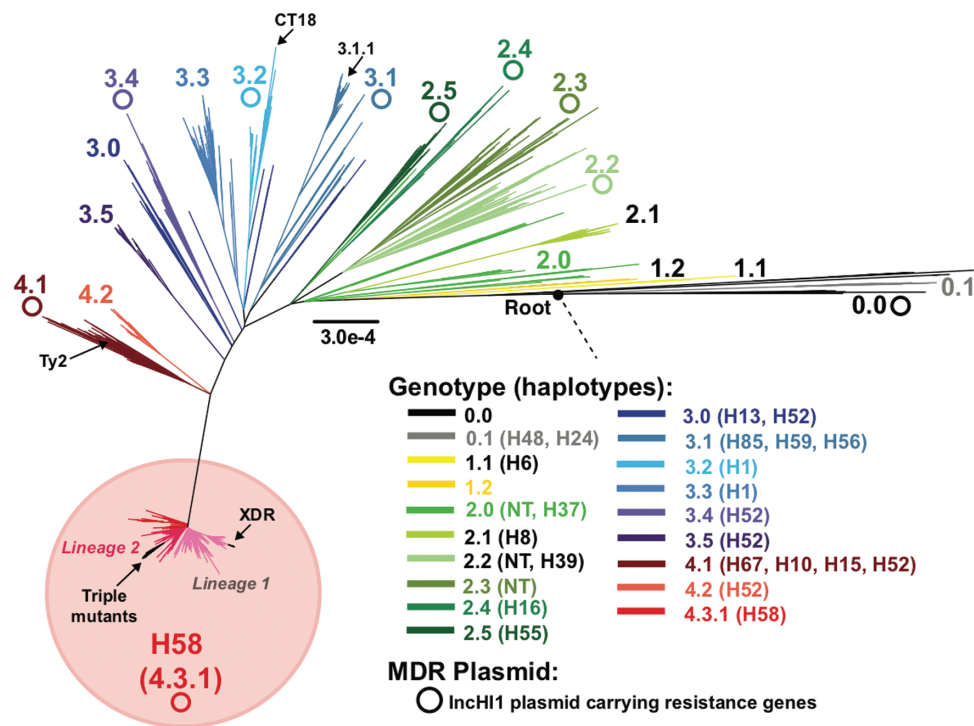 CT18
3.1.1
3.4
3.3
3.2
3.1
2.5
2.4
2.3
3.0
2.2
3.5
2.1
4.1
4.2
2.0
1.2
1.1
0.1
Root
0.0
3.0e-4
Ty2
Genotype (haplotypes):
0.0
0.1 (H48, H24)
1.1 (H6)
1.2
2.0 (NT, H37)
2.1 (H8)
2.2 (NT, H39)
2.3 (NT)
2.4 (H16)
2.5 (H55)
3.0 (H13, H52)
3.1 (H85, H59, H56)
3.2 (H1)
3.3 (H1)
3.4 (H52)
3.5 (H52)
4.1 (H67, H10, H15, H52)
4.2 (H52)
4.3.1 (H58)
XDR
Lineage 2
Lineage 1
Triple
mutants
H58
(4.3.1)
MDR Plasmid:
IncHI1 plasmid carrying resistance genes